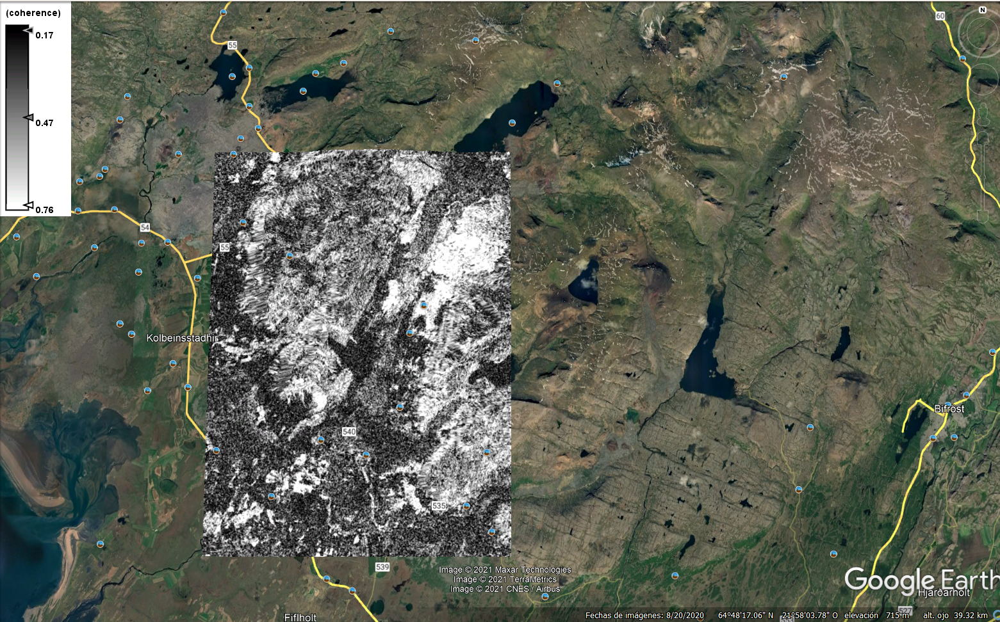 (coherence)
0.17
0.47
0.76
N
60
55
54
55
Kolbeinsstadhir
540
Bifröst
535
539
Image © 2021 Maxar Technologies
Image © 2021 TerraMetrics
Image © 2021 CNES / Airbus
Google Earth
Hjarðarholt
527
Fiflholt
Fechas de imágenes: 8/20/2020 64°48'17.06" N 21°58'03.78" O elevación 715 m alt. ojo 39.32 km